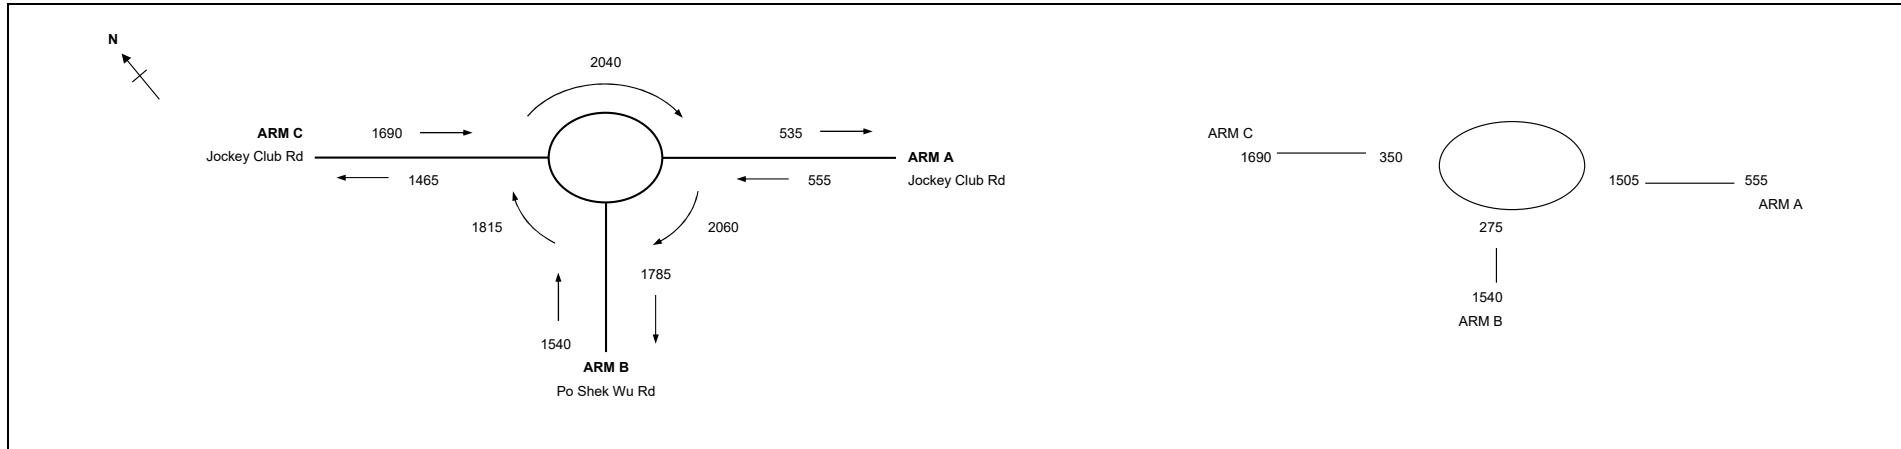 N
2040
ARM C
Jockey Club Rd
1690
1465
535
555
ARM A
Jockey Club Rd
1815
2060
1785
1540
ARM B
Po Shek Wu Rd
ARM C
1690
350
1505
555
ARM A
275
1540
ARM B